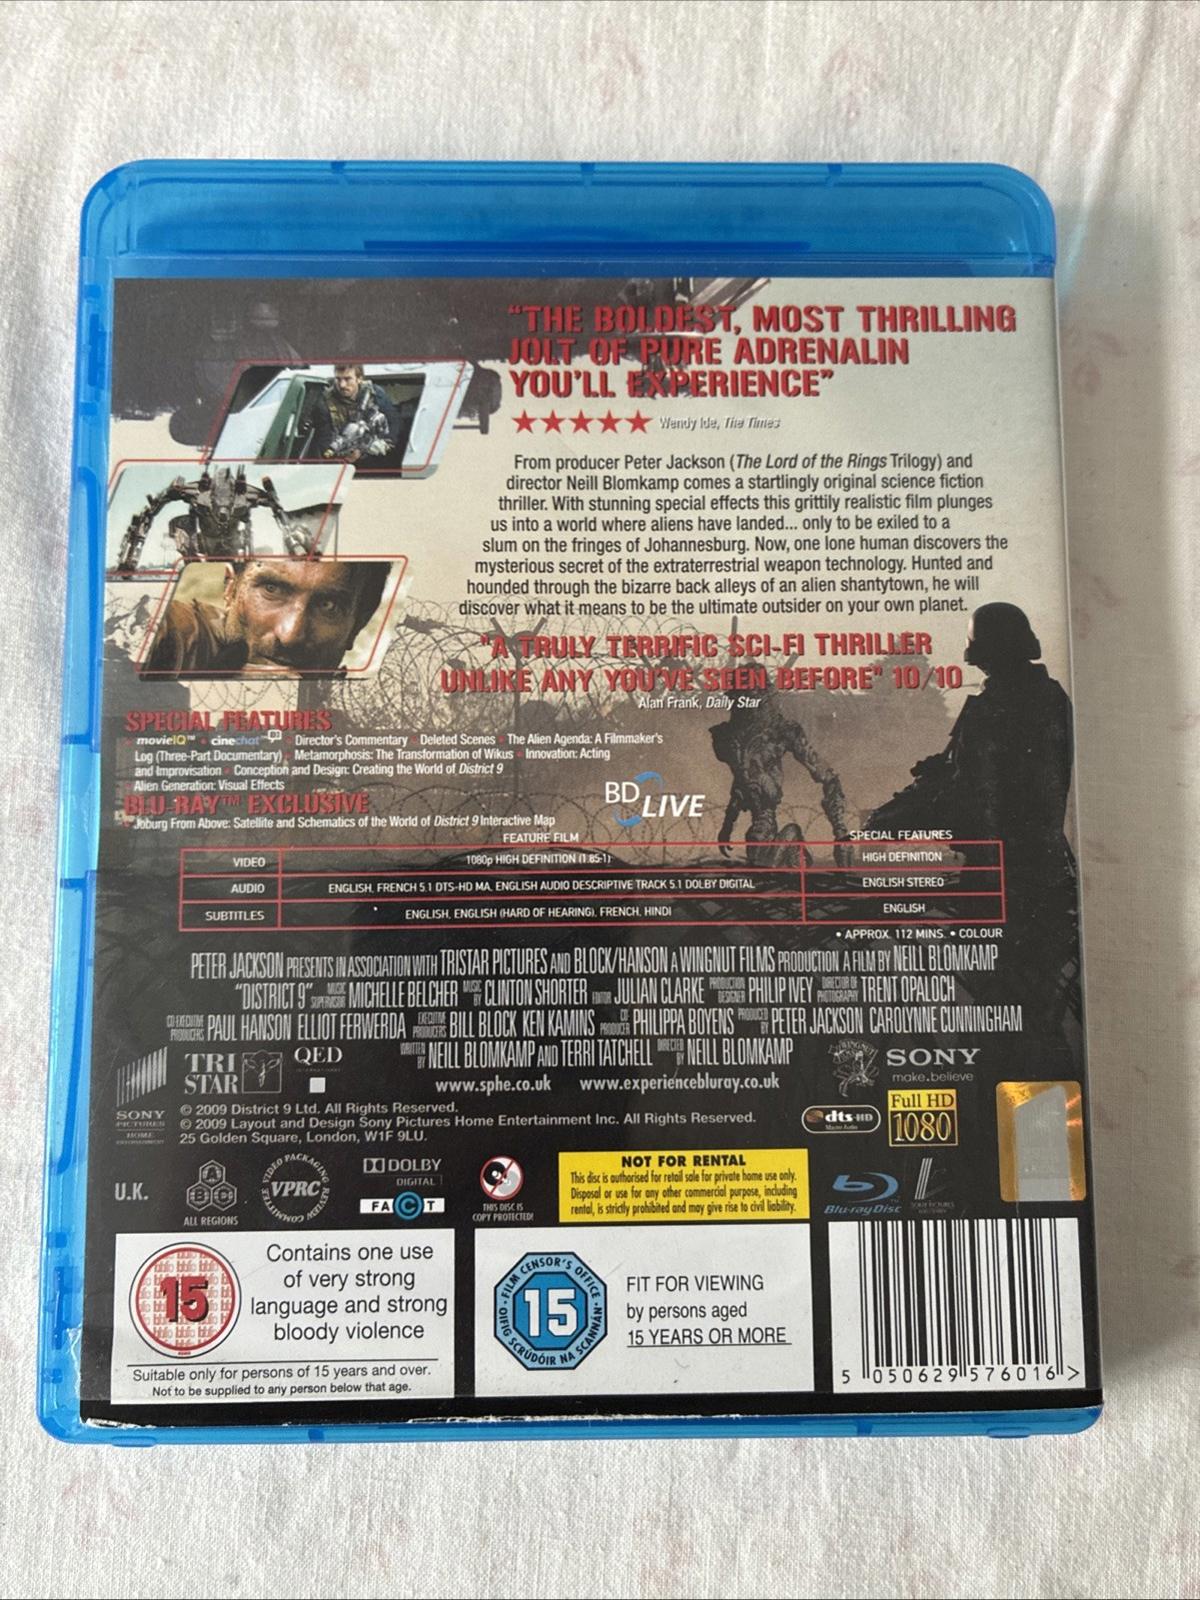 "THE BOLDEST, MOST THRILLING
JOLT OF PURE ADRENALIN
YOU'LL EXPERIENCE"
★★★★★ Wendy Ide, The Times
From producer Peter Jackson (The Lord of the Rings Trilogy) and
director Neill Blomkamp comes a startlingly original science fiction
thriller. With stunning special effects this grittily realistic film plunges
us into a world where aliens have landed... only to be exiled to a
slum on the fringes of Johannesburg. Now, one lone human discovers the
mysterious secret of the extraterrestrial weapon technology. Hunted and
hounded through the bizarre back alleys of an alien shantytown, he will
discover what it means to be the ultimate outsider on your own planet.
"A TRULY TERRIFIC SCI-FI THRILLER
UNLIKE ANY YOU'VE SEEN BEFORE" 10/10
Alan Frank, Daily Star
SPECIAL FEATURES
• movieIQ™ • cinechat • Director's Commentary • Deleted Scenes • The Alien Agenda: A Filmmaker's
Log (Three-Part Documentary) • Metamorphosis: The Transformation of Wikus • Innovation: Acting
and Improvisation • Conception and Design: Creating the World of District 9
• Alien Generation: Visual Effects
BLU-RAY™ EXCLUSIVE
• Joburg From Above: Satellite and Schematics of the World of District 9 Interactive Map
BD LIVE
FEATURE FILM SPECIAL FEATURES
VIDEO 1080p HIGH DEFINITION (1.85:1) HIGH DEFINITION
AUDIO ENGLISH, FRENCH 5.1 DTS-HD MA, ENGLISH AUDIO DESCRIPTIVE TRACK 5.1 DOLBY DIGITAL ENGLISH STEREO
SUBTITLES ENGLISH, ENGLISH (HARD OF HEARING), FRENCH, HINDI ENGLISH
• APPROX. 112 MINS. • COLOUR
PETER JACKSON PRESENTS IN ASSOCIATION WITH TRISTAR PICTURES AND BLOCK/HANSON A WINGNUT FILMS PRODUCTION A FILM BY NEILL BLOMKAMP
"DISTRICT 9" MUSIC SUPERVISOR MICHELLE BELCHER MUSIC BY CLINTON SHORTER EDITOR JULIAN CLARKE PRODUCTION DESIGNER PHILIP IVEY DIRECTOR OF PHOTOGRAPHY TRENT OPALOCH
CO-EXECUTIVE PRODUCERS PAUL HANSON ELLIOT FERWERDA EXECUTIVE PRODUCERS BILL BLOCK KEN KAMINS CO-PRODUCER PHILIPPA BOYENS PRODUCED BY PETER JACKSON CAROLYNNE CUNNINGHAM
WRITTEN BY NEILL BLOMKAMP AND TERRI TATCHELL DIRECTED BY NEILL BLOMKAMP
SONY PICTURES HOME ENTERTAINMENT
TRI STAR
QED INTERNATIONAL
WINGNUT FILMS
SONY
make.believe
www.sphe.co.uk www.experiencebluray.co.uk
© 2009 District 9 Ltd. All Rights Reserved.
© 2009 Layout and Design Sony Pictures Home Entertainment Inc. All Rights Reserved.
25 Golden Square, London, W1F 9LU.
dts-HD Master Audio
Full HD 1080
U.K.
A B C
ALL REGIONS
VIDEO PACKAGING REVIEW COMMITTEE
VPRC
DOLBY DIGITAL
FACT
THIS DISC IS
COPY PROTECTED!
NOT FOR RENTAL
This disc is authorised for retail sale for private home use only.
Disposal or use for any other commercial purpose, including
rental, is strictly prohibited and may give rise to civil liability.
Blu-ray Disc
15
Contains one use
of very strong
language and strong
bloody violence
Suitable only for persons of 15 years and over.
Not to be supplied to any person below that age.
FILM CENSOR'S OFFICE
15
OIFIG SCRÚDÓIR NA SCANNÁN
FIT FOR VIEWING
by persons aged
15 YEARS OR MORE
5 050629 576016 >